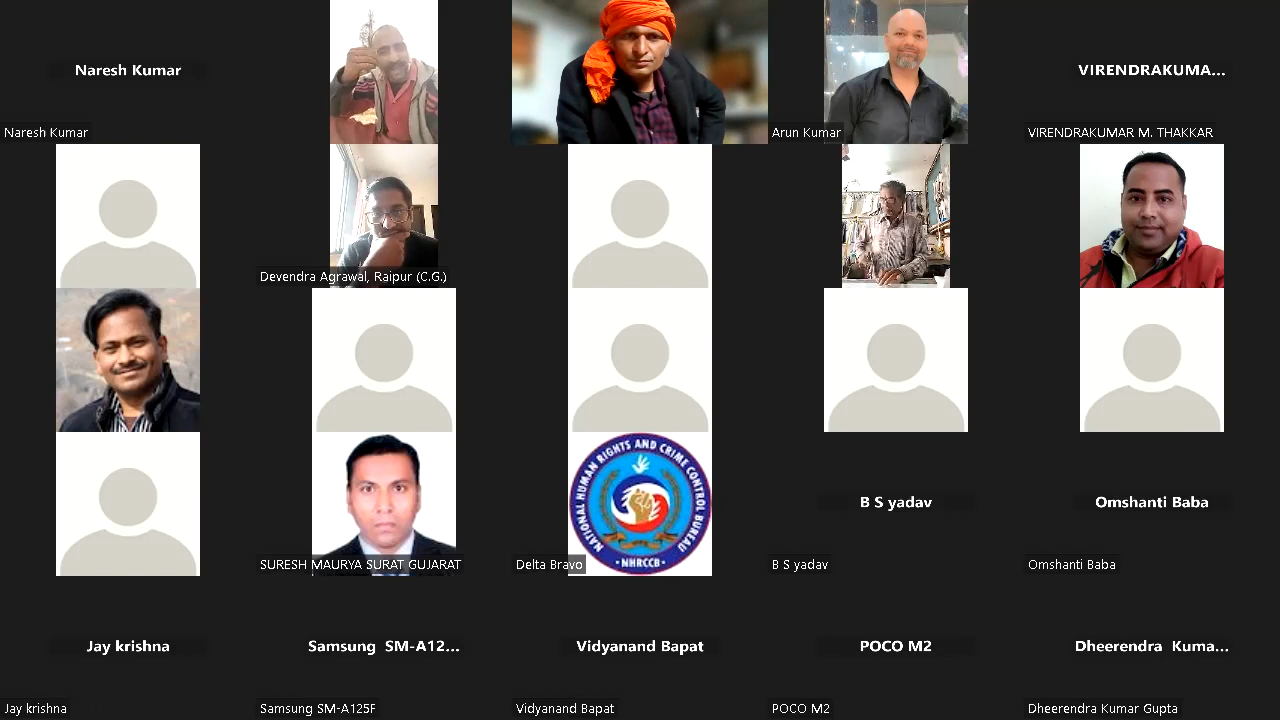 Naresh Kumar
VIRENDRAKUMA...
Naresh Kumar
Arun Kumar
VIRENDRAKUMAR M. THAKKAR
Devendra Agrawal, Raipur (C.G.)
NATIONAL HUMAN RIGHTS AND CRIME CONTROL BUREAU
• NHRCCB •
B S yadav
Omshanti Baba
SURESH MAURYA SURAT GUJARAT
Delta Bravo
B S yadav
Omshanti Baba
Jay krishna
Samsung SM-A12...
Vidyanand Bapat
POCO M2
Dheerendra Kuma...
Jay krishna
Samsung SM-A125F
Vidyanand Bapat
POCO M2
Dheerendra Kumar Gupta